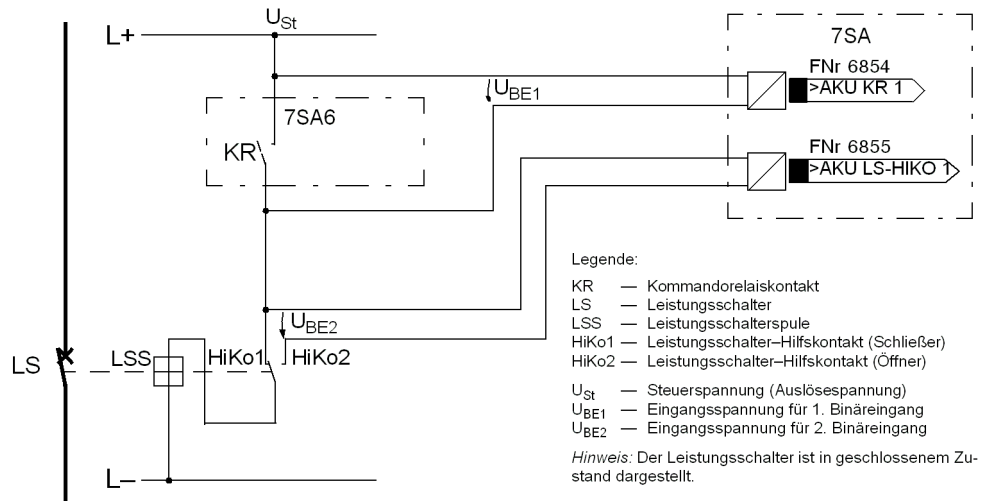 L+
U_St
7SA
FNr 6854
>AKU KR 1
U_BE1
7SA6
KR
FNr 6855
>AKU LS-HIKO 1
Legende:
KR — Kommandorelaiskontakt
LS — Leistungsschalter
LSS — Leistungsschalterspule
HiKo1 — Leistungsschalter–Hilfskontakt (Schließer)
HiKo2 — Leistungsschalter–Hilfskontakt (Öffner)
U_St — Steuerspannung (Auslösespannung)
U_BE1 — Eingangsspannung für 1. Binäreingang
U_BE2 — Eingangsspannung für 2. Binäreingang
Hinweis: Der Leistungsschalter ist in geschlossenem Zu-
stand dargestellt.
U_BE2
LS
LSS
HiKo1
HiKo2
L–